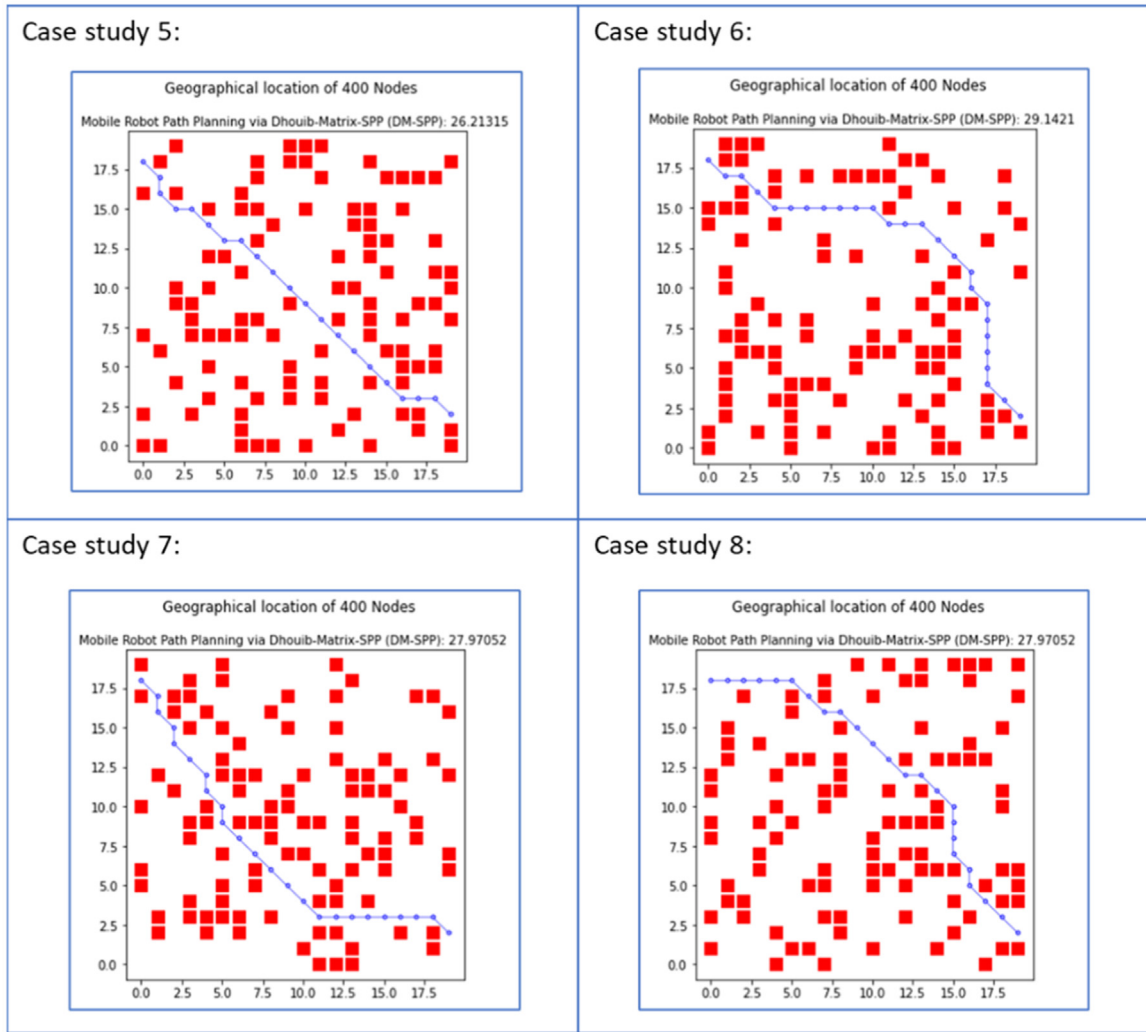 Case study 5:
Geographical location of 400 Nodes
Mobile Robot Path Planning via Dhouib-Matrix-SPP (DM-SPP): 26.21315
17.5
15.0
12.5
10.0
7.5
5.0
2.5
0.0
0.0 2.5 5.0 7.5 10.0 12.5 15.0 17.5
Case study 6:
Geographical location of 400 Nodes
Mobile Robot Path Planning via Dhouib-Matrix-SPP (DM-SPP): 29.1421
17.5
15.0
12.5
10.0
7.5
5.0
2.5
0.0
0.0 2.5 5.0 7.5 10.0 12.5 15.0 17.5
Case study 7:
Geographical location of 400 Nodes
Mobile Robot Path Planning via Dhouib-Matrix-SPP (DM-SPP): 27.97052
17.5
15.0
12.5
10.0
7.5
5.0
2.5
0.0
0.0 2.5 5.0 7.5 10.0 12.5 15.0 17.5
Case study 8:
Geographical location of 400 Nodes
Mobile Robot Path Planning via Dhouib-Matrix-SPP (DM-SPP): 27.97052
17.5
15.0
12.5
10.0
7.5
5.0
2.5
0.0
0.0 2.5 5.0 7.5 10.0 12.5 15.0 17.5